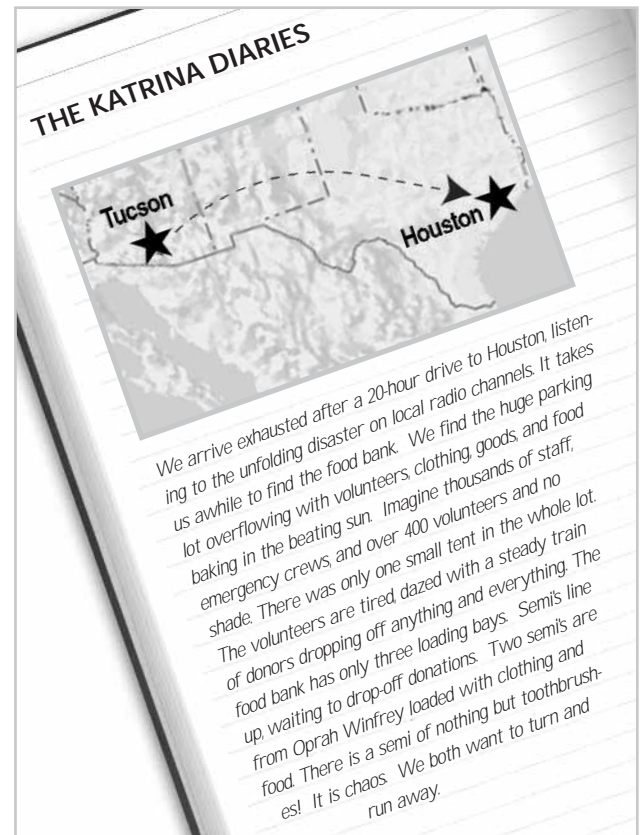 THE KATRINA DIARIES
Tucson
Houston
We arrive exhausted after a 20-hour drive to Houston, listen-
ing to the unfolding disaster on local radio channels. It takes
us awhile to find the food bank. We find the huge parking
lot overflowing with volunteers, clothing, goods, and food
baking in the beating sun. Imagine thousands of staff,
emergency crews, and over 400 volunteers and no
shade. There was only one small tent in the whole lot.
The volunteers are tired, dazed with a steady train
of donors dropping off anything and everything. The
food bank has only three loading bays. Semi's line
up, waiting to drop-off donations. Two semi's are
from Oprah Winfrey loaded with clothing and
food. There is a semi of nothing but toothbrush-
es! It is chaos. We both want to turn and
run away.